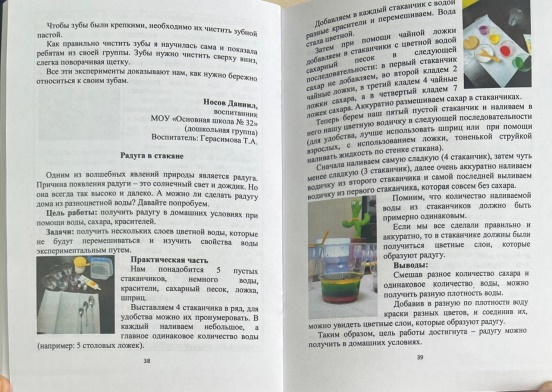 Чтобы зубы были крепкими, необходимо их чистить зубной
пастой.
Как правильно чистить зубы я научилась сама и показала
ребятам из своей группы. Зубы нужно чистить сверху вниз,
слегка поворачивая щетку.
Все эти эксперименты доказывают нам, как нужно бережно
относиться к своим зубам.
Носов Даниил,
воспитанник
МОУ «Основная школа № 32»
(дошкольная группа)
Воспитатель: Герасимова Т.А.
Радуга в стакане
Одним из волшебных явлений природы является радуга.
Причина появления радуги – это солнечный свет и дождик. Но
она всегда так высоко и далеко. А можно ли сделать радугу
дома из разноцветной воды? Давайте попробуем.
Цель работы: получить радугу в домашних условиях при
помощи воды, сахара, красителей.
Задачи: получить несколько слоев цветной воды, которые
не будут перемешиваться и изучить свойства воды
экспериментальным путем.
Практическая часть
Нам понадобится 5 пустых
стаканчиков, немного воды,
красители, сахарный песок, ложка,
шприц.
Выставляем 4 стаканчика в ряд, для
удобства можно их пронумеровать. В
каждый наливаем небольшое, а
главное одинаковое количество воды
(например: 5 столовых ложек).
38
Добавляем в каждый стаканчик с водой
разные красители и перемешиваем. Вода
стала цветной.
Затем при помощи чайной ложки
добавляем в стаканчики с цветной водой
сахарный песок в следующей
последовательности: в первый стаканчик
сахар не добавляем, во второй кладем 2
чайные ложки, в третий кладем 4 чайные
ложки сахара, а в четвертый кладем 7
ложек сахара. Аккуратно размешиваем сахар в стаканчиках.
Теперь берем наш пятый пустой стаканчик и наливаем в
него нашу цветную водичку в следующей последовательности
(для удобства, лучше использовать шприц или при помощи
взрослых, с использованием ложки, тоненькой струйкой
наливать жидкость по стенке стакана).
Сначала наливаем самую сладкую (4 стаканчик), затем чуть
менее сладкую (3 стаканчик), далее очень аккуратно наливаем
водичку из второго стаканчика и самой последней выливаем
водичку из первого стаканчика, которая совсем без сахара.
Помним, что количество наливаемой
воды из стаканчиков должно быть
примерно одинаковым.
Если мы все сделали правильно и
аккуратно, то в стаканчике должны были
получиться цветные слои, которые
образуют радугу.
Выводы:
Смешав разное количество сахара и
одинаковое количество воды, можно
получить разную плотность воды.
Добавив в разную по плотности воду
краски разных цветов, и соединив их,
можно увидеть цветные слои, которые образуют радугу.
Таким образом, цель работы достигнута – радугу можно
получить в домашних условиях.
39